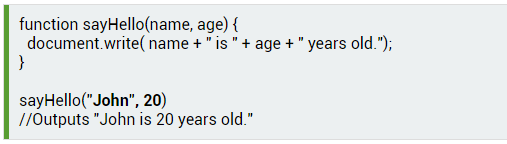 function sayHello(name, age) {
document.write( name + " is " + age + " years old.");
}
sayHello("John", 20)
//Outputs "John is 20 years old."